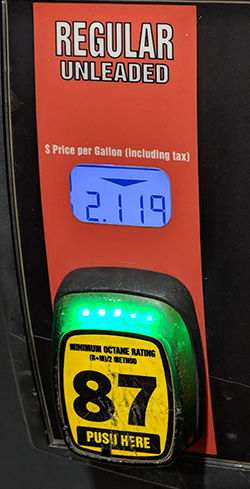 REGULAR
UNLEADED
$ Price per Gallon (including tax)
2.119
MINIMUM OCTANE RATING
(R+M)/2 METHOD
87
PUSH HERE